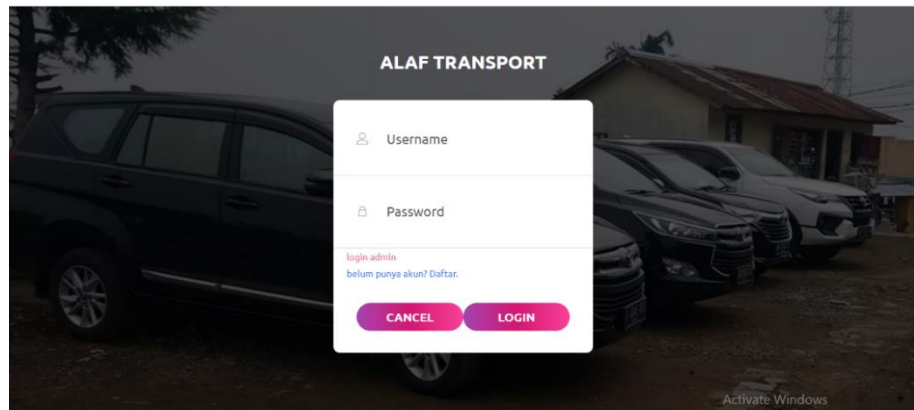 ALAF TRANSPORT
Username
Password
login admin
belum punya akun? Daftar.
CANCEL LOGIN
Activate Windows